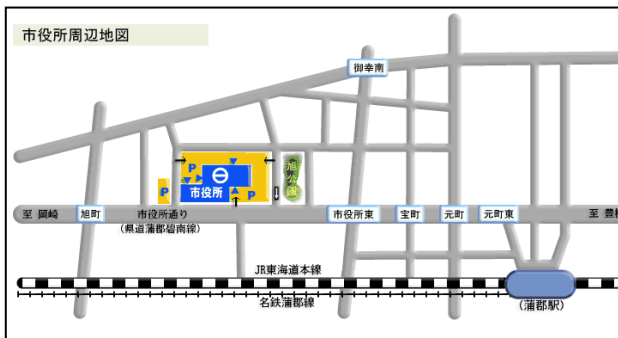 市役所周辺地図
御幸南
P
旭公園
P
市役所
P
至 岡崎
旭町
市役所通り
(県道蒲郡碧南線)
市役所東
宝町
元町
元町東
至 豊
JR東海道本線
名鉄蒲郡線
(蒲郡駅)